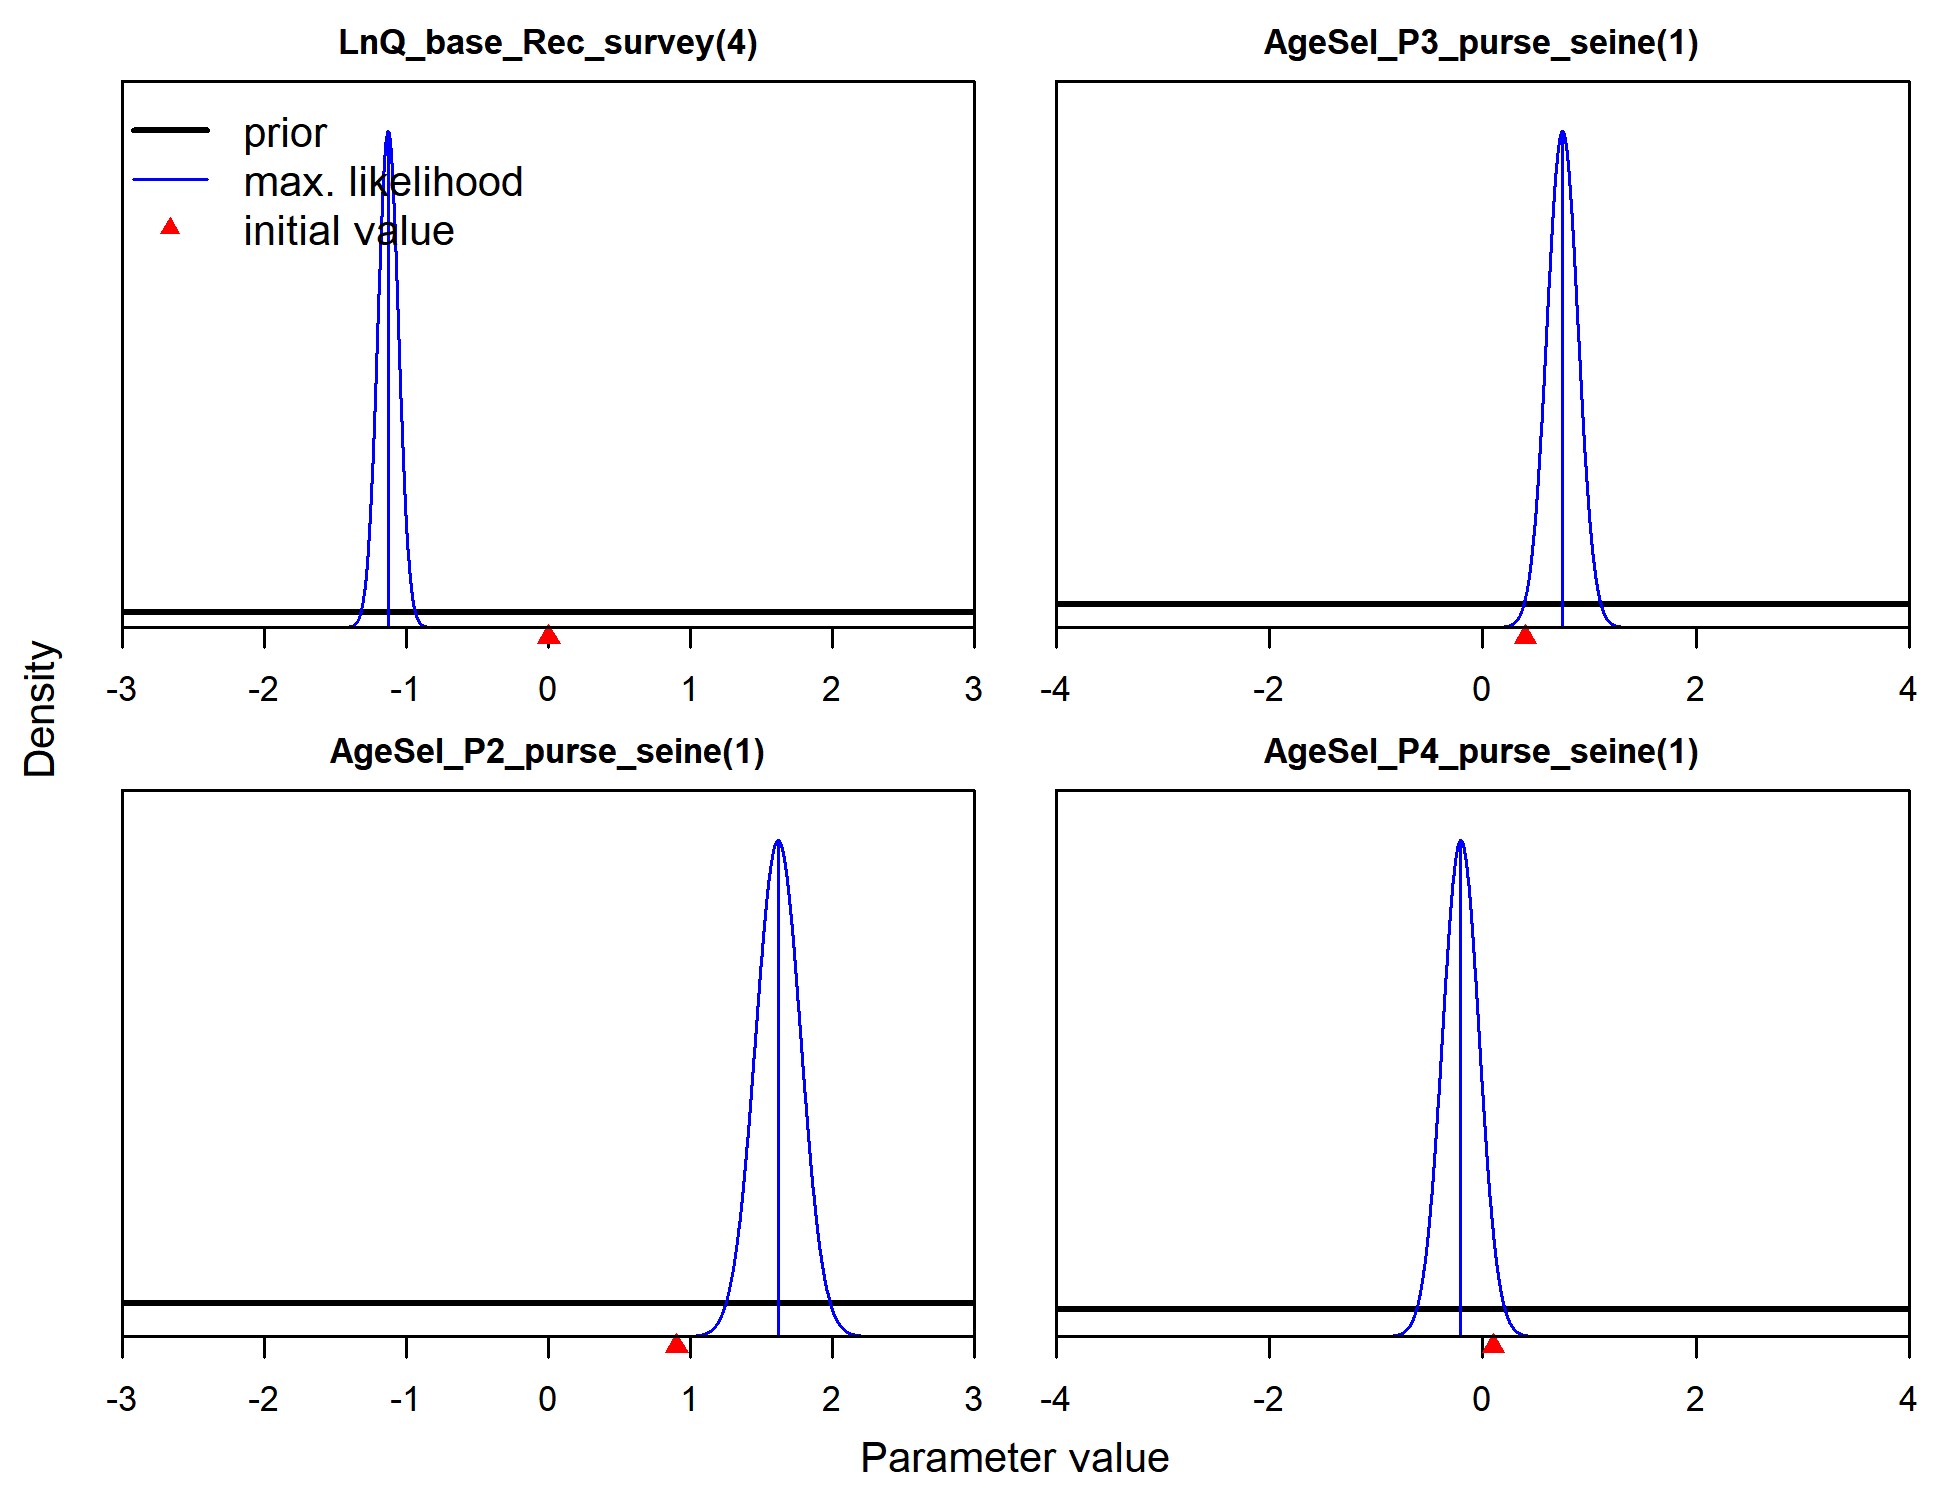 LnQ_base_Rec_survey(4)
prior
max. likelihood
initial value
-3 -2 -1 0 1 2 3
AgeSel_P3_purse_seine(1)
-4 -2 0 2 4
AgeSel_P2_purse_seine(1)
-3 -2 -1 0 1 2 3
AgeSel_P4_purse_seine(1)
-4 -2 0 2 4
Density
Parameter value